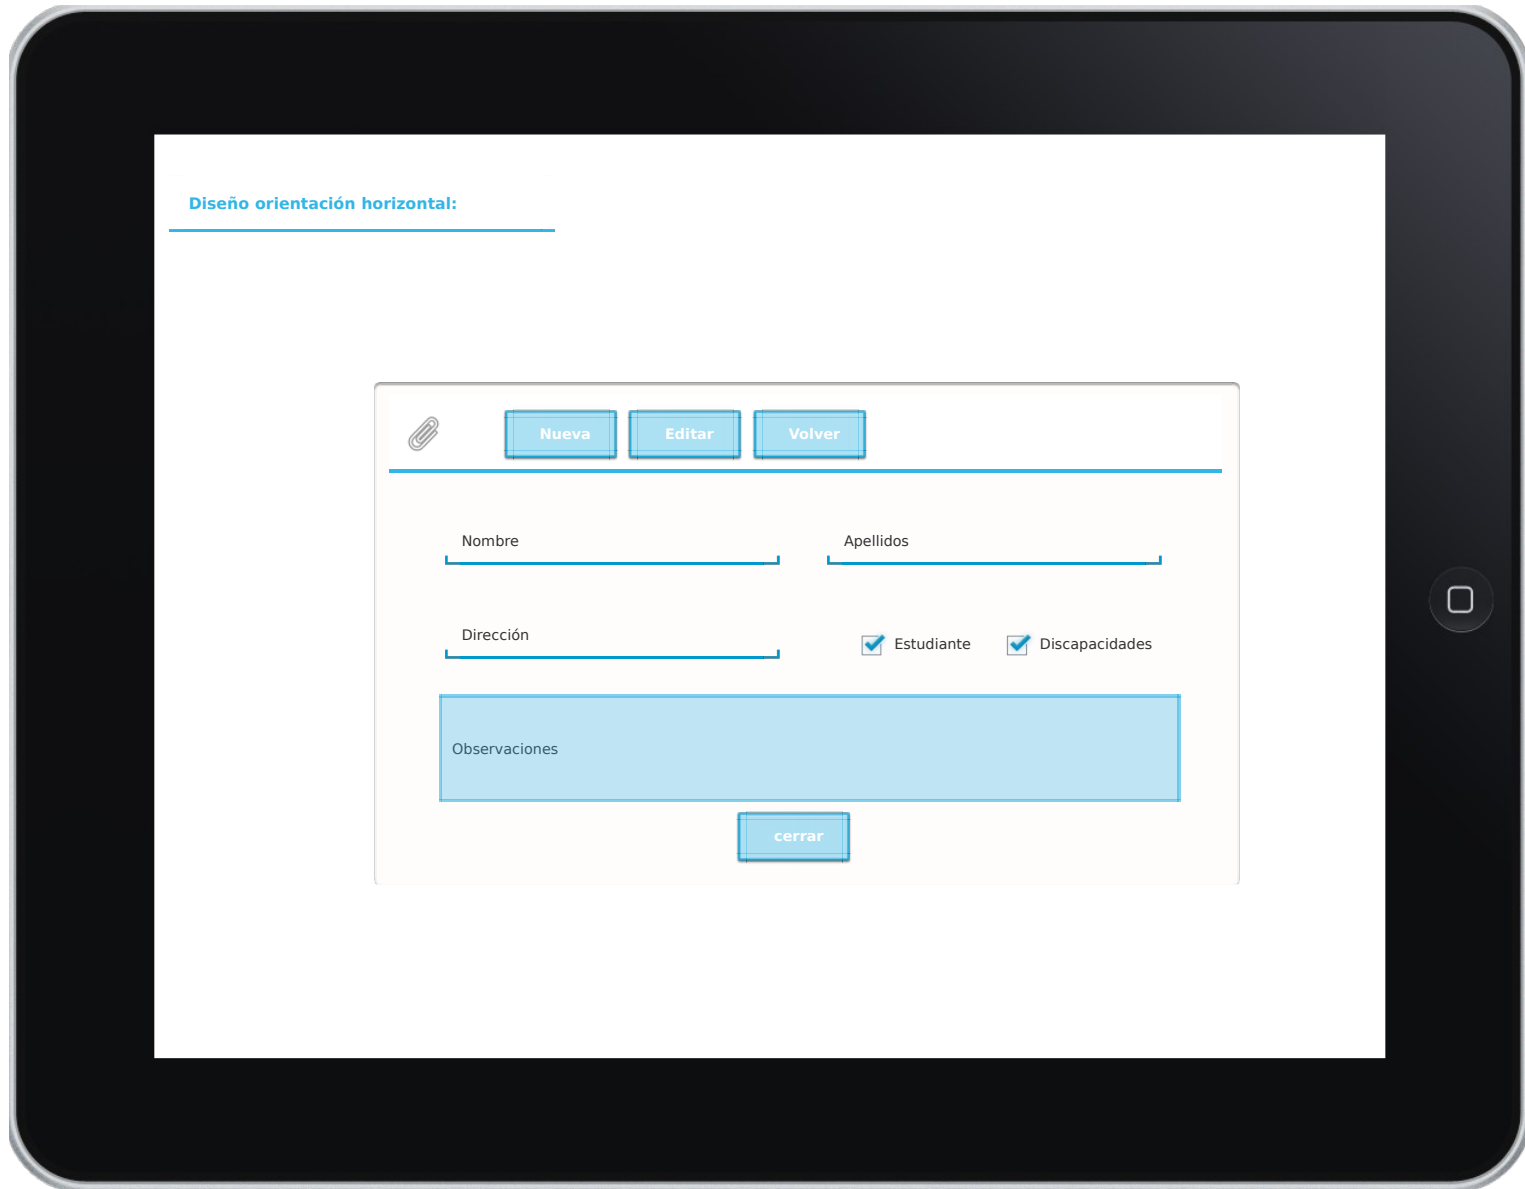 Diseño orientación horizontal:
Nueva Editar Volver
Nombre Apellidos
Dirección Estudiante Discapacidades
Observaciones
cerrar